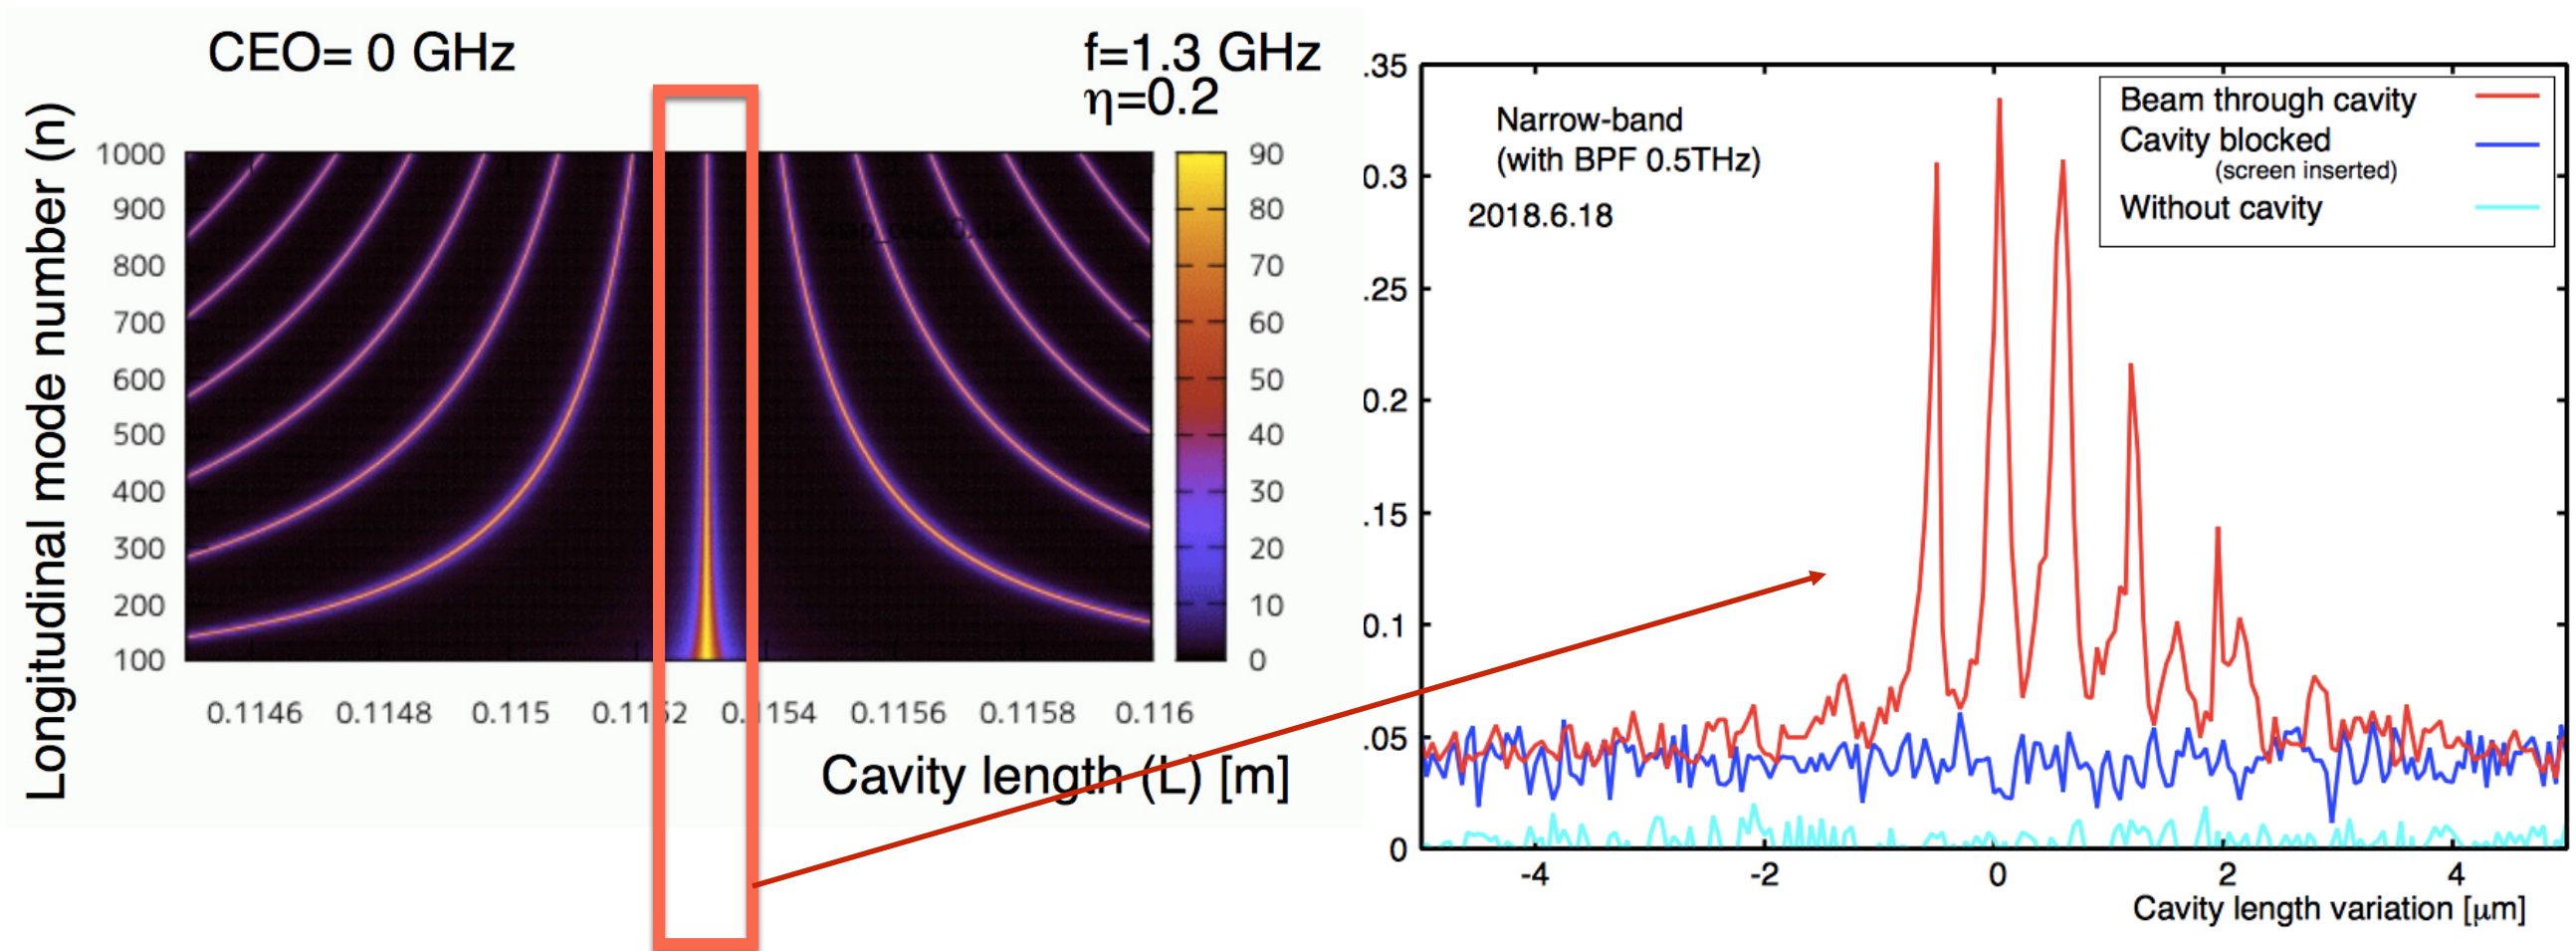 CEO= 0 GHz
f=1.3 GHz
η=0.2
Longitudinal mode number (n)
1000
900
800
700
600
500
400
300
200
100
90
80
70
60
50
40
30
20
10
0
0.1146 0.1148 0.115 0.1152 0.1154 0.1156 0.1158 0.116
Cavity length (L) [m]
.35
0.3
.25
0.2
.15
0.1
.05
0
Narrow-band
(with BPF 0.5THz)
2018.6.18
Beam through cavity
Cavity blocked
(screen inserted)
Without cavity
-4 -2 0 2 4
Cavity length variation [μm]